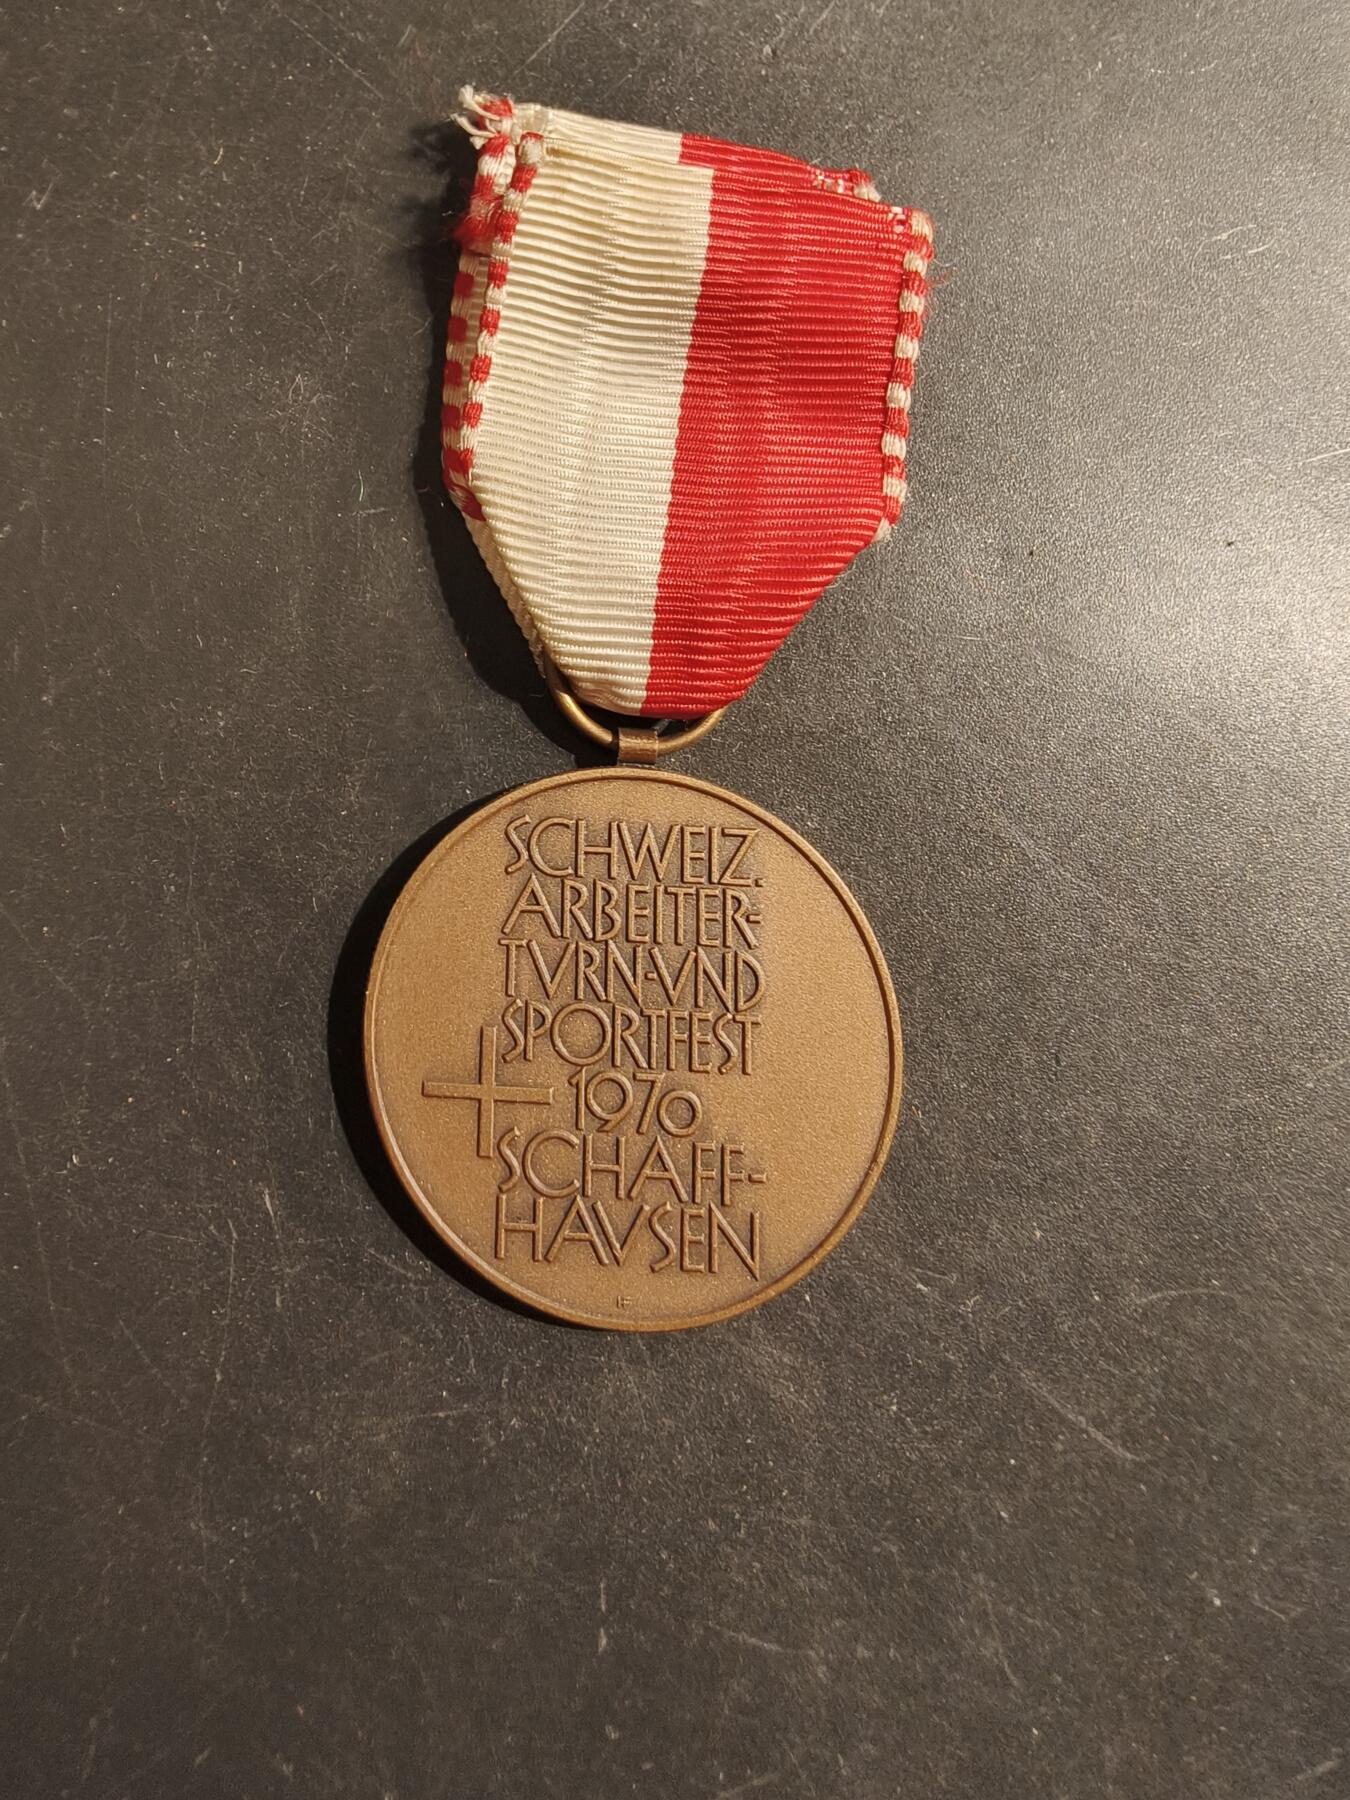 SCHWEIZ.
ARBEITER-
TVRN-VND
SPORTFEST
1970
SCHAFF-
HAVSEN